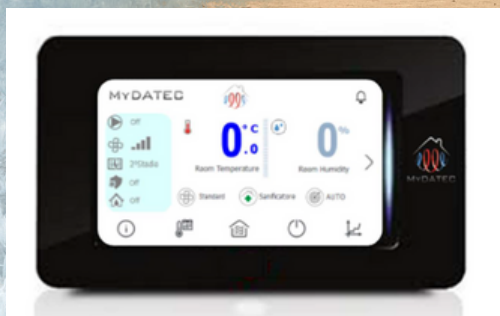 MYDATEC
Off
2°Stadio
Off
Off
0.0 °C
Room Temperature
0 %
Room Humidity
Standard
Sanificatore
AUTO
MYDATEC